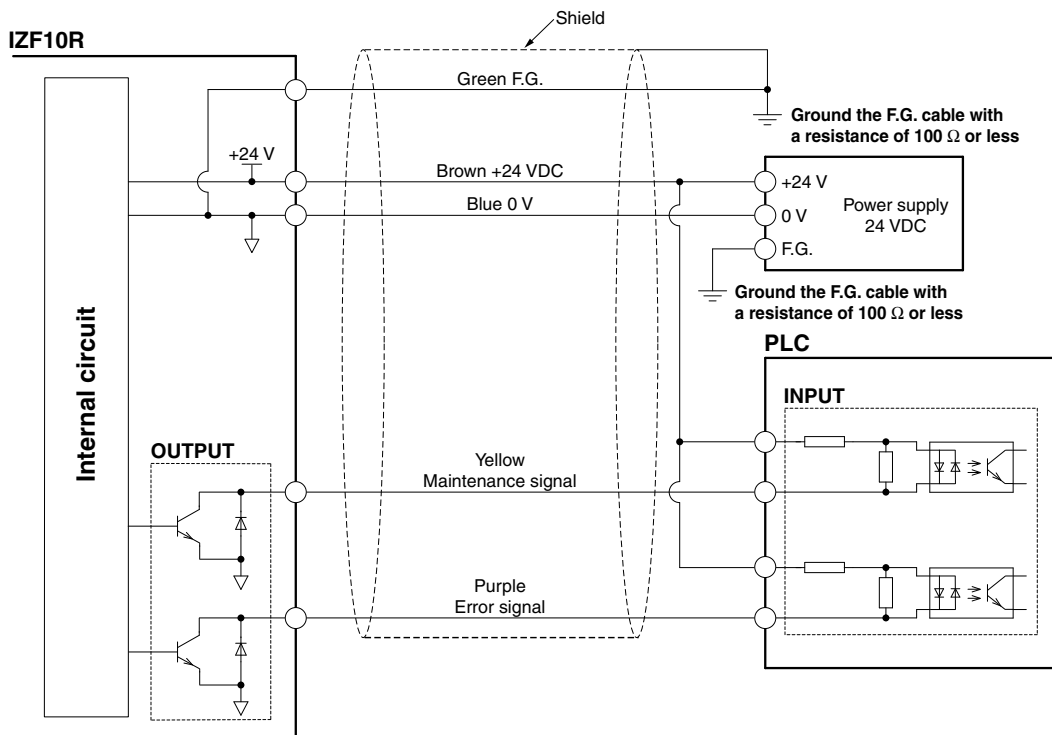 Shield
IZF10R
Green F.G.
Ground the F.G. cable with
a resistance of 100 Ω or less
+24 V
Brown +24 VDC
+24 V
Blue 0 V
0 V
Power supply
24 VDC
F.G.
Ground the F.G. cable with
a resistance of 100 Ω or less
PLC
Internal circuit
INPUT
OUTPUT
Yellow
Maintenance signal
Purple
Error signal